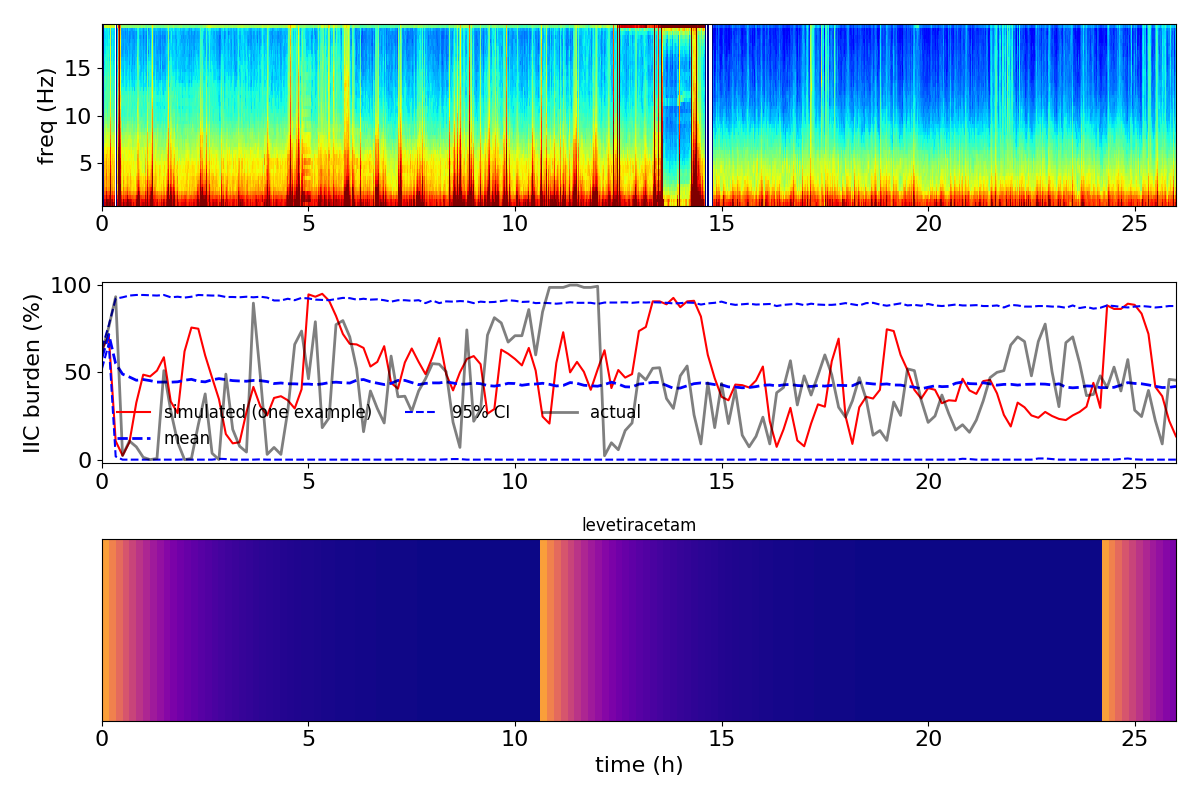 freq (Hz)
15
10
5
0 5 10 15 20 25
IIC burden (%)
100
50
0
simulated (one example) 95% CI actual
mean
0 5 10 15 20 25
levetiracetam
0 5 10 15 20 25
time (h)